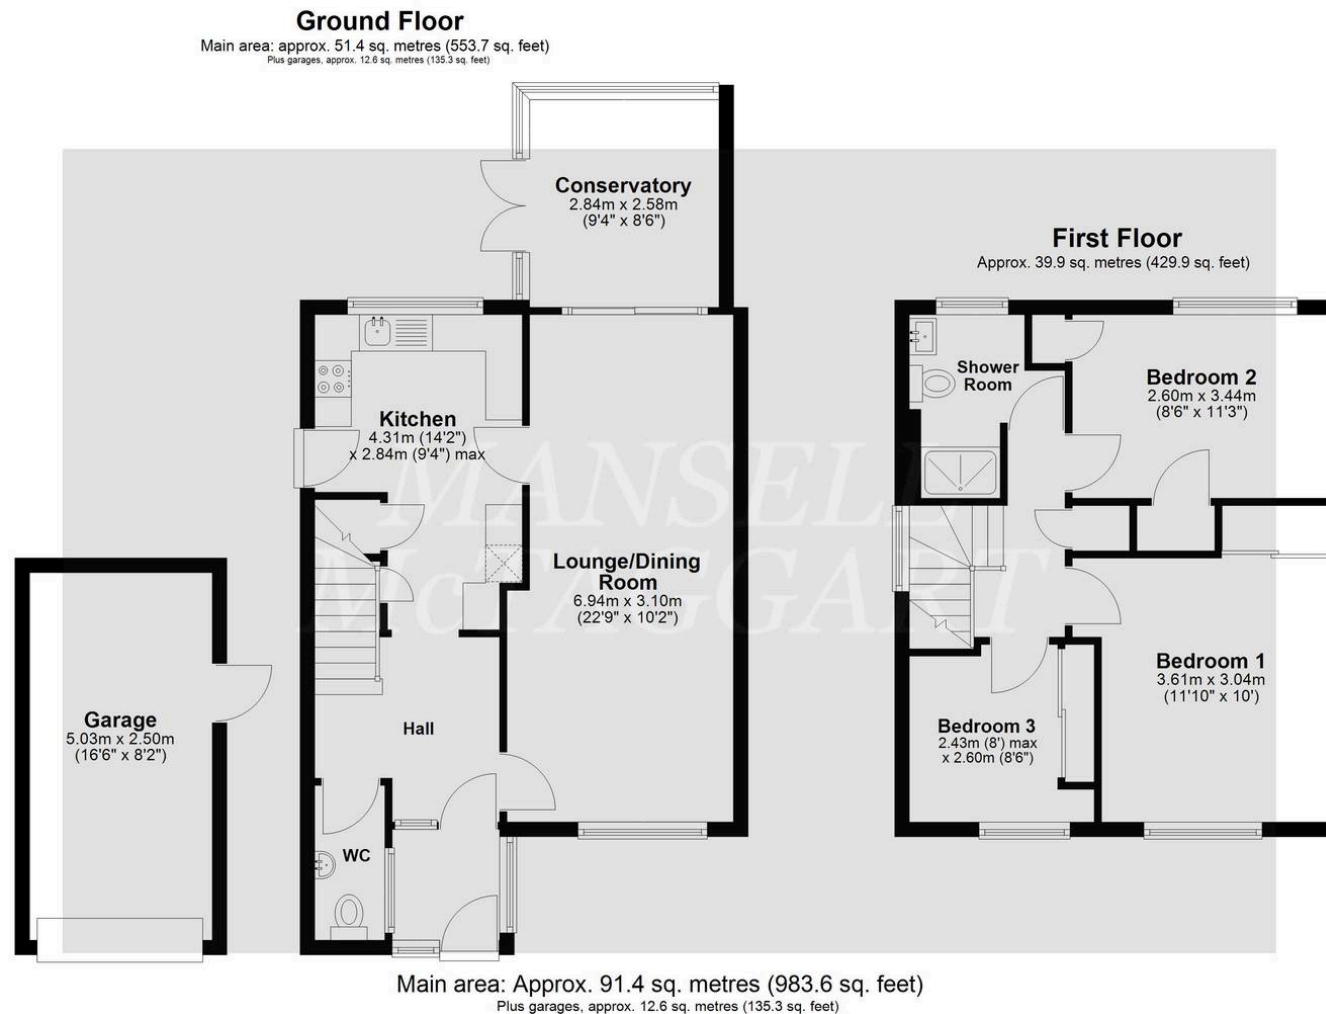 Ground Floor
Main area: approx. 51.4 sq. metres (553.7 sq. feet)
Plus garages, approx. 12.6 sq. metres (135.3 sq. feet)
Conservatory
2.84m x 2.58m
(9'4" x 8'6")
First Floor
Approx. 39.9 sq. metres (429.9 sq. feet)
Kitchen
4.31m (14'2")
x 2.84m (9'4") max
Shower
Room
Bedroom 2
2.60m x 3.44m
(8'6" x 11'3")
MANSELL
McTAGGART
Lounge/Dining
Room
6.94m x 3.10m
(22'9" x 10'2")
Bedroom 1
3.61m x 3.04m
(11'10" x 10')
Garage
5.03m x 2.50m
(16'6" x 8'2")
Hall
Bedroom 3
2.43m (8') max
x 2.60m (8'6")
WC
Main area: Approx. 91.4 sq. metres (983.6 sq. feet)
Plus garages, approx. 12.6 sq. metres (135.3 sq. feet)